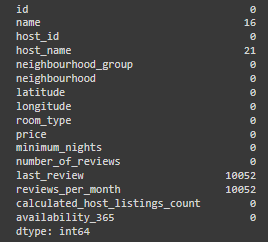 id 0
name 16
host_id 0
host_name 21
neighbourhood_group 0
neighbourhood 0
latitude 0
longitude 0
room_type 0
price 0
minimum_nights 0
number_of_reviews 0
last_review 10052
reviews_per_month 10052
calculated_host_listings_count 0
availability_365 0
dtype: int64